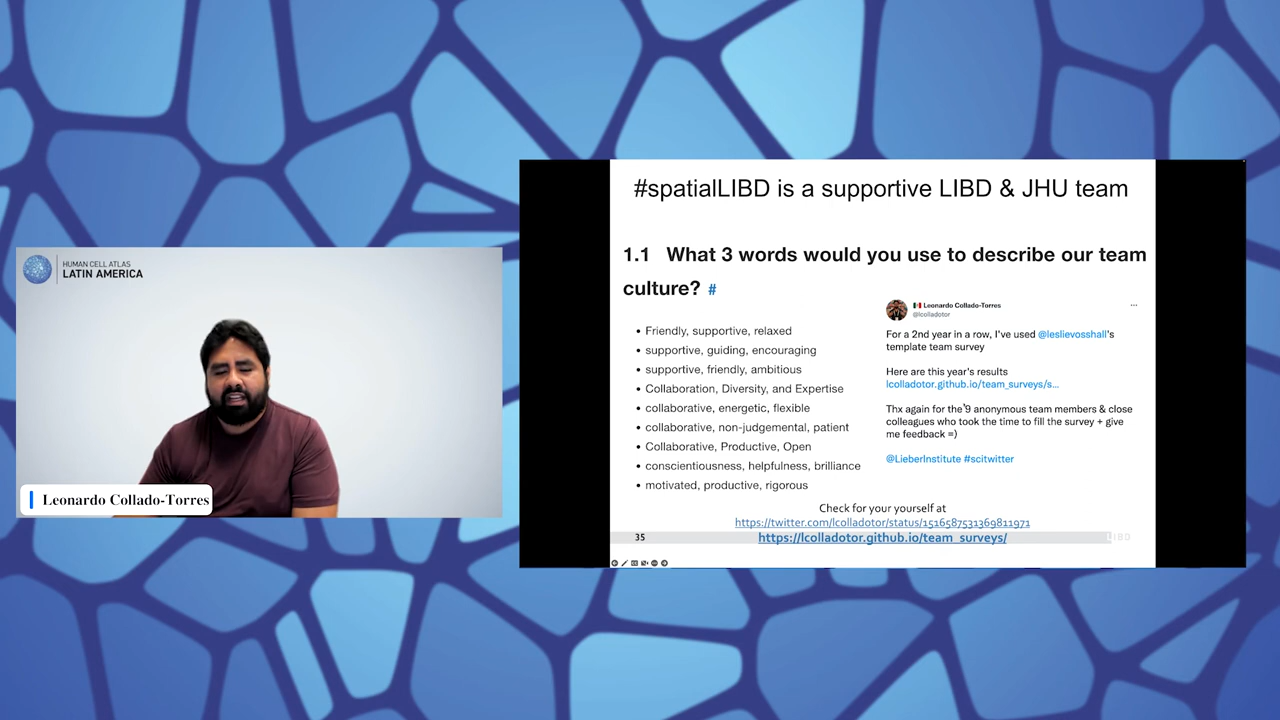 HUMAN CELL ATLAS
LATIN AMERICA
Leonardo Collado-Torres
#spatialLIBD is a supportive LIBD & JHU team
1.1 What 3 words would you use to describe our team
culture? #
• Friendly, supportive, relaxed
• supportive, guiding, encouraging
• supportive, friendly, ambitious
• Collaboration, Diversity, and Expertise
• collaborative, energetic, flexible
• collaborative, non-judgemental, patient
• Collaborative, Productive, Open
• conscientiousness, helpfulness, brilliance
• motivated, productive, rigorous
Leonardo Collado-Torres
@lcolladotor
For a 2nd year in a row, I've used @leslievosshall's
template team survey
Here are this year's results
lcolladotor.github.io/team_surveys/s...
Thx again for the 9 anonymous team members & close
colleagues who took the time to fill the survey + give
me feedback =)
@LieberInstitute #scitwitter
Check for your yourself at
https://twitter.com/lcolladotor/status/1516587531369811971
35
https://lcolladotor.github.io/team_surveys/
LIBD